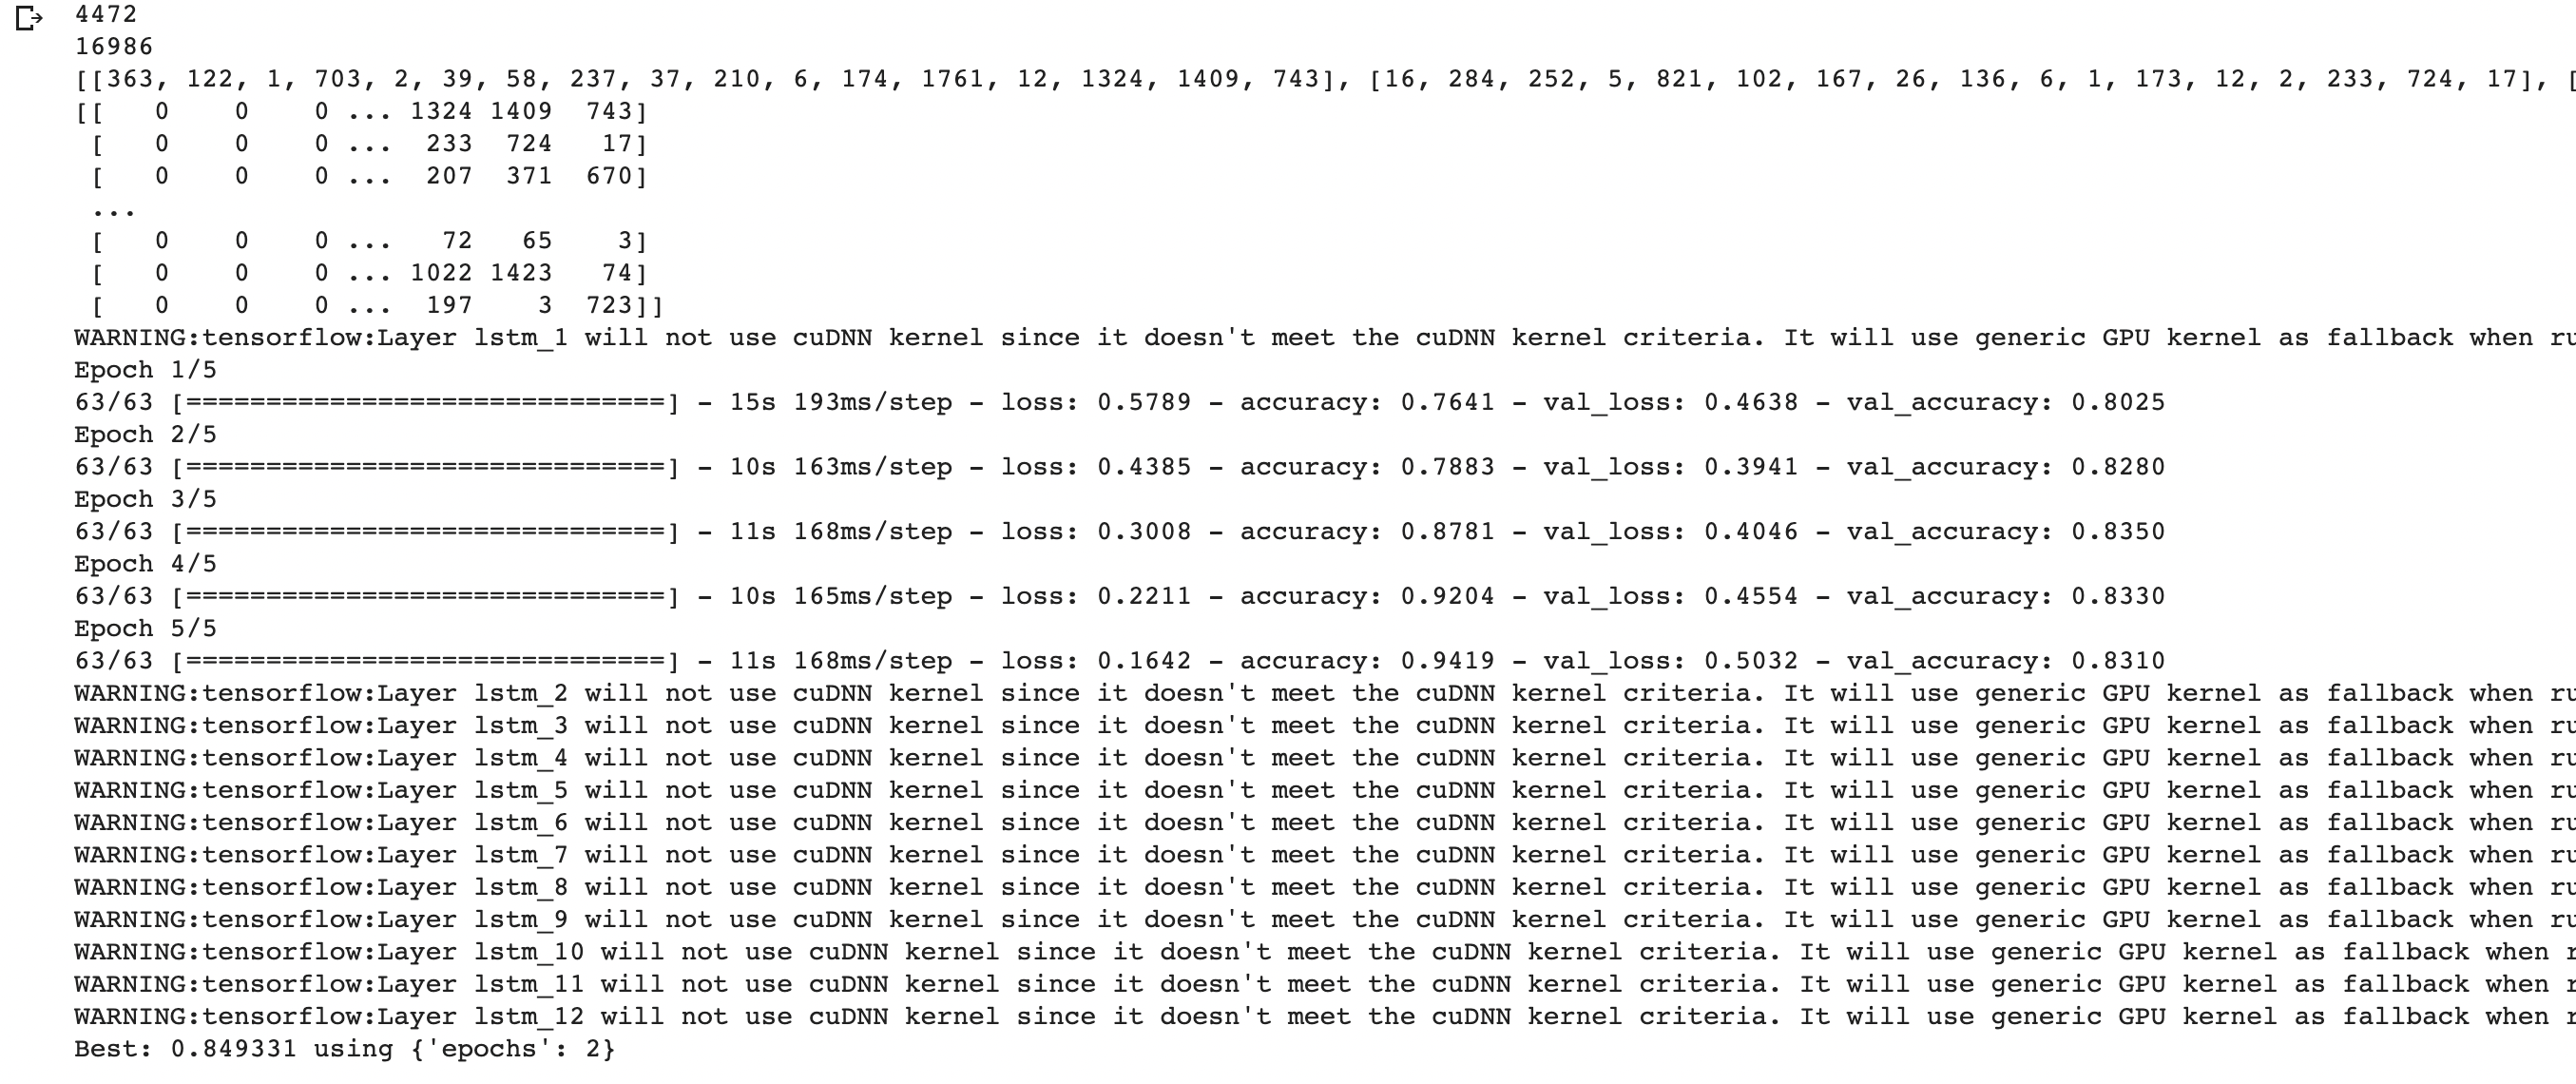 4472
16986
[[363, 122, 1, 703, 2, 39, 58, 237, 37, 210, 6, 174, 1761, 12, 1324, 1409, 743], [16, 284, 252, 5, 821, 102, 167, 26, 136, 6, 1, 173, 12, 2, 233, 724, 17], [
[[   0    0    0 ... 1324 1409  743]
 [   0    0    0 ...  233  724   17]
 [   0    0    0 ...  207  371  670]
 ...
 [   0    0    0 ...   72   65    3]
 [   0    0    0 ... 1022 1423   74]
 [   0    0    0 ...  197    3  723]]
WARNING:tensorflow:Layer lstm_1 will not use cuDNN kernel since it doesn't meet the cuDNN kernel criteria. It will use generic GPU kernel as fallback when
Epoch 1/5
63/63 [==============================] - 15s 193ms/step - loss: 0.5789 - accuracy: 0.7641 - val_loss: 0.4638 - val_accuracy: 0.8025
Epoch 2/5
63/63 [==============================] - 10s 163ms/step - loss: 0.4385 - accuracy: 0.7883 - val_loss: 0.3941 - val_accuracy: 0.8280
Epoch 3/5
63/63 [==============================] - 11s 168ms/step - loss: 0.3008 - accuracy: 0.8781 - val_loss: 0.4046 - val_accuracy: 0.8350
Epoch 4/5
63/63 [==============================] - 10s 165ms/step - loss: 0.2211 - accuracy: 0.9204 - val_loss: 0.4554 - val_accuracy: 0.8330
Epoch 5/5
63/63 [==============================] - 11s 168ms/step - loss: 0.1642 - accuracy: 0.9419 - val_loss: 0.5032 - val_accuracy: 0.8310
WARNING:tensorflow:Layer lstm_2 will not use cuDNN kernel since it doesn't meet the cuDNN kernel criteria. It will use generic GPU kernel as fallback when
WARNING:tensorflow:Layer lstm_3 will not use cuDNN kernel since it doesn't meet the cuDNN kernel criteria. It will use generic GPU kernel as fallback when
WARNING:tensorflow:Layer lstm_4 will not use cuDNN kernel since it doesn't meet the cuDNN kernel criteria. It will use generic GPU kernel as fallback when
WARNING:tensorflow:Layer lstm_5 will not use cuDNN kernel since it doesn't meet the cuDNN kernel criteria. It will use generic GPU kernel as fallback when
WARNING:tensorflow:Layer lstm_6 will not use cuDNN kernel since it doesn't meet the cuDNN kernel criteria. It will use generic GPU kernel as fallback when
WARNING:tensorflow:Layer lstm_7 will not use cuDNN kernel since it doesn't meet the cuDNN kernel criteria. It will use generic GPU kernel as fallback when
WARNING:tensorflow:Layer lstm_8 will not use cuDNN kernel since it doesn't meet the cuDNN kernel criteria. It will use generic GPU kernel as fallback when
WARNING:tensorflow:Layer lstm_9 will not use cuDNN kernel since it doesn't meet the cuDNN kernel criteria. It will use generic GPU kernel as fallback when
WARNING:tensorflow:Layer lstm_10 will not use cuDNN kernel since it doesn't meet the cuDNN kernel criteria. It will use generic GPU kernel as fallback when
WARNING:tensorflow:Layer lstm_11 will not use cuDNN kernel since it doesn't meet the cuDNN kernel criteria. It will use generic GPU kernel as fallback when
WARNING:tensorflow:Layer lstm_12 will not use cuDNN kernel since it doesn't meet the cuDNN kernel criteria. It will use generic GPU kernel as fallback when
Best: 0.849331 using {'epochs': 2}